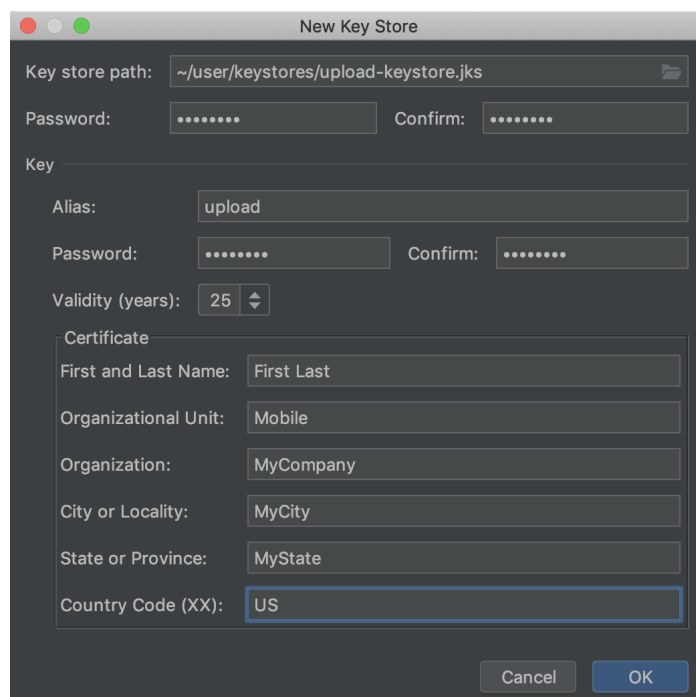 New Key Store
Key store path: ~/user/keystores/upload-keystore.jks
Password: •••••••• Confirm: ••••••••
Key
Alias: upload
Password: •••••••• Confirm: ••••••••
Validity (years): 25
Certificate
First and Last Name: First Last
Organizational Unit: Mobile
Organization: MyCompany
City or Locality: MyCity
State or Province: MyState
Country Code (XX): US
Cancel OK